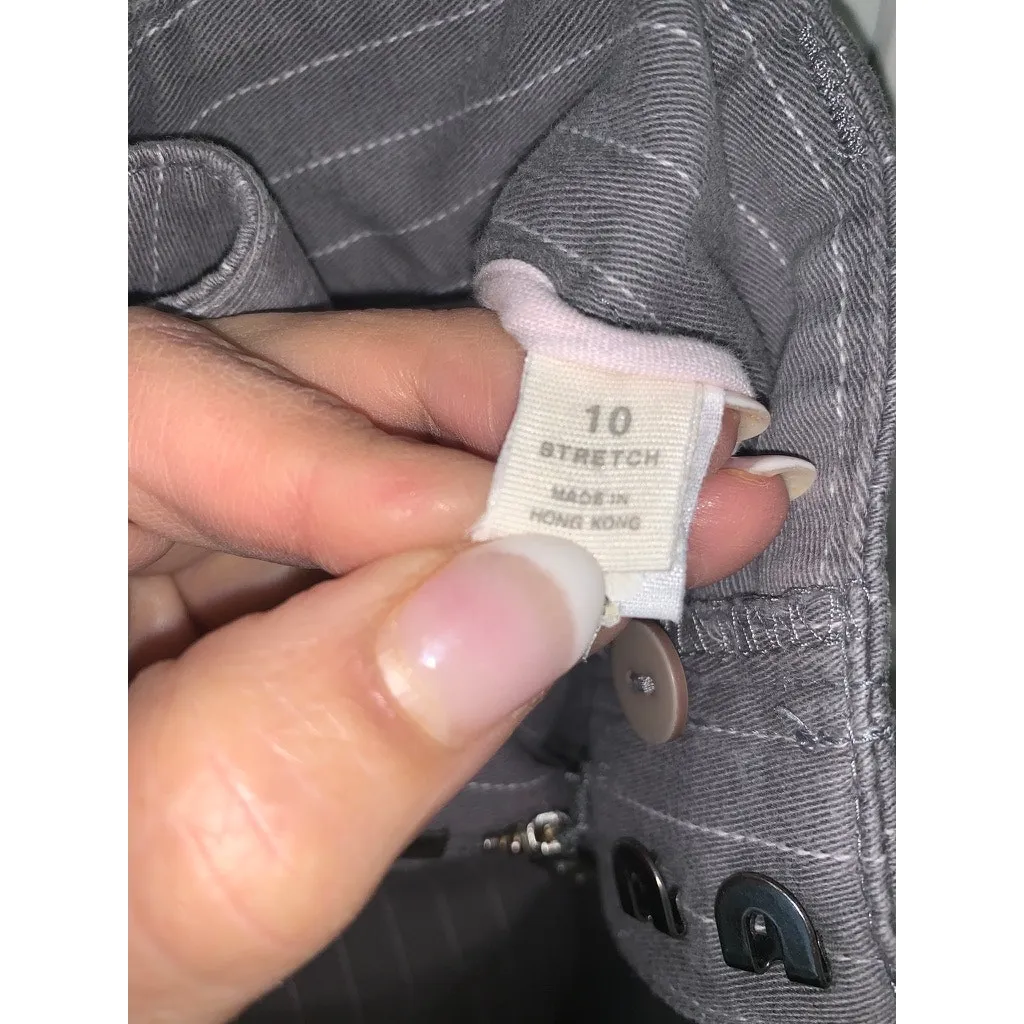 10
STRETCH
MADE IN
HONG KONG